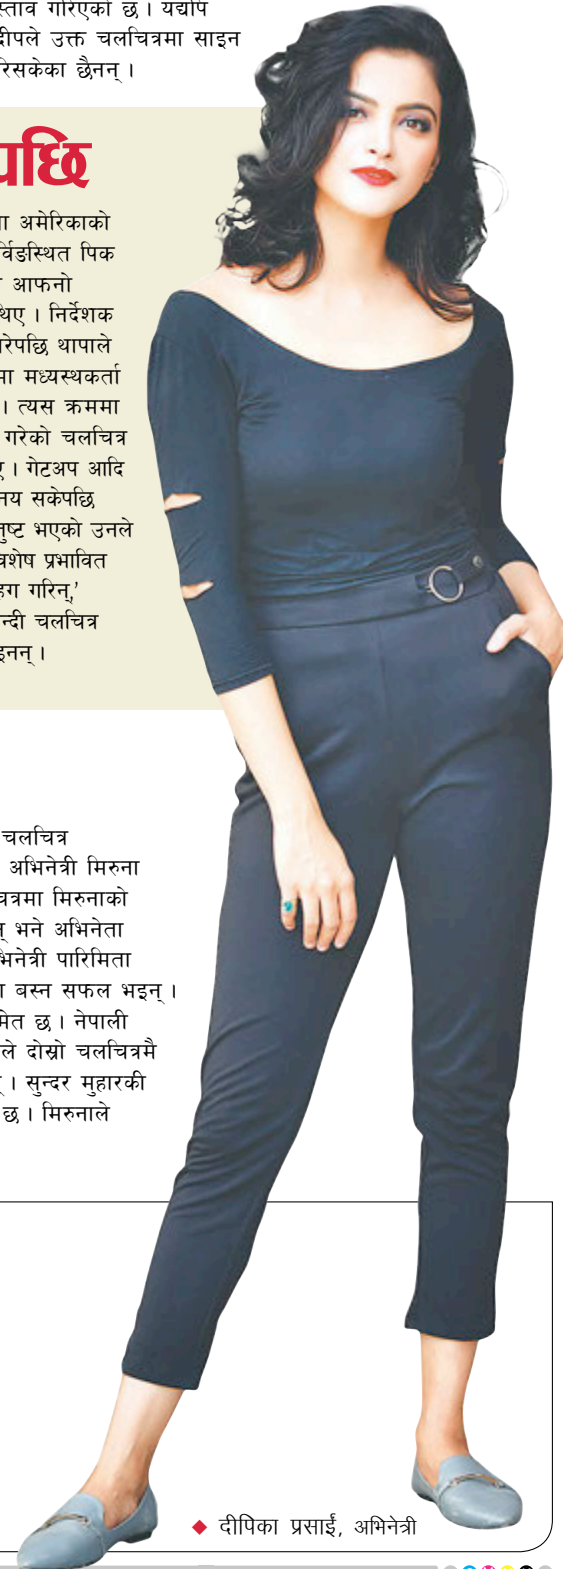 स्ताव गरिएको छ । यद्यपि
दीपले उक्त चलचित्रमा साइन
रिसकेका छैनन् ।
पछि
ा अमेरिकाको
र्विङस्थित पिक
आफनो
थिए । निर्देशक
रेपछि थापाले
मा मध्यस्थकर्ता
। त्यस क्रममा
गरेको चलचित्र
ए । गेटअप आदि
नय सकेपछि
तुष्ट भएको उनले
वशेष प्रभावित
हग गरिन्,’
न्दी चलचित्र
इनन् ।
चलचित्र
अभिनेत्री मिरुना
चत्रमा मिरुनाको
न् भने अभिनेता
भिनेत्री पारिमिता
ा बस्न सफल भइन् ।
मेत छ । नेपाली
ले दोस्रो चलचित्रमै
् । सुन्दर मुहारकी
छ । मिरुनाले
◆ दीपिका प्रसाईं, अभिनेत्री